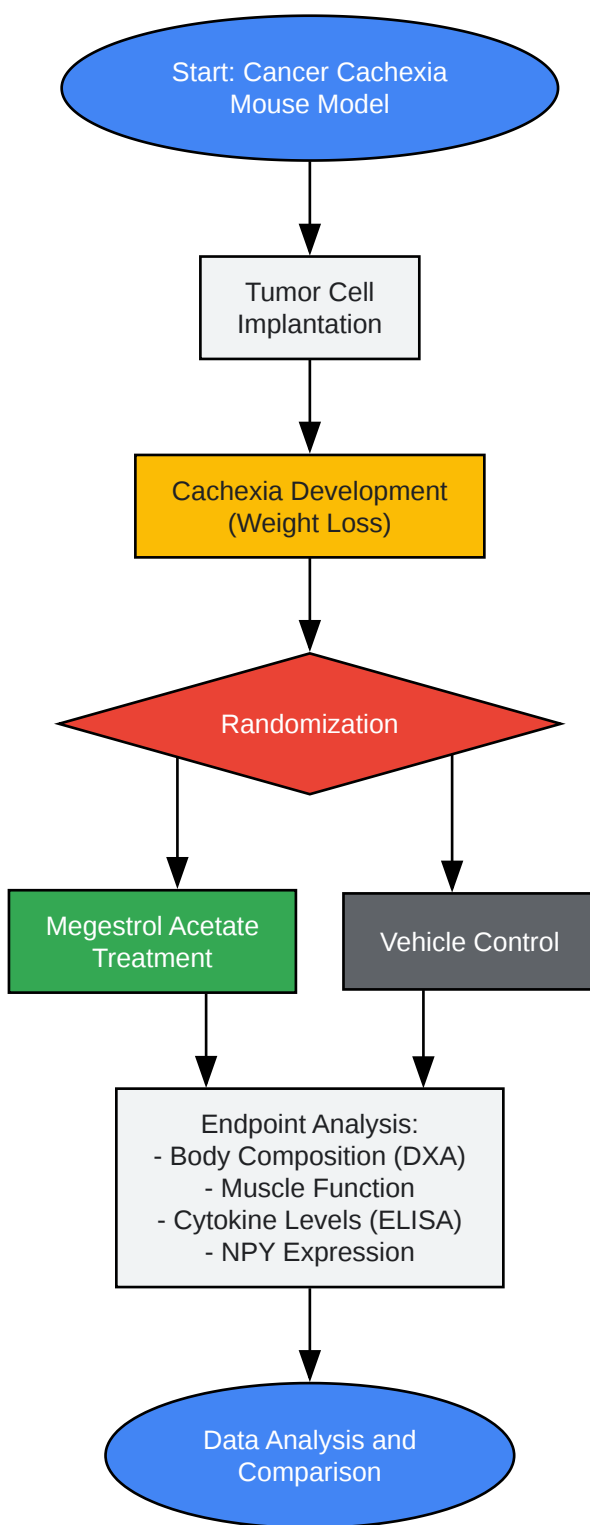 Start: Cancer Cachexia
Mouse Model
Tumor Cell
Implantation
Cachexia Development
(Weight Loss)
Randomization
Megestrol Acetate
Treatment
Vehicle Control
Endpoint Analysis:
- Body Composition (DXA)
- Muscle Function
- Cytokine Levels (ELISA)
- NPY Expression
Data Analysis and
Comparison